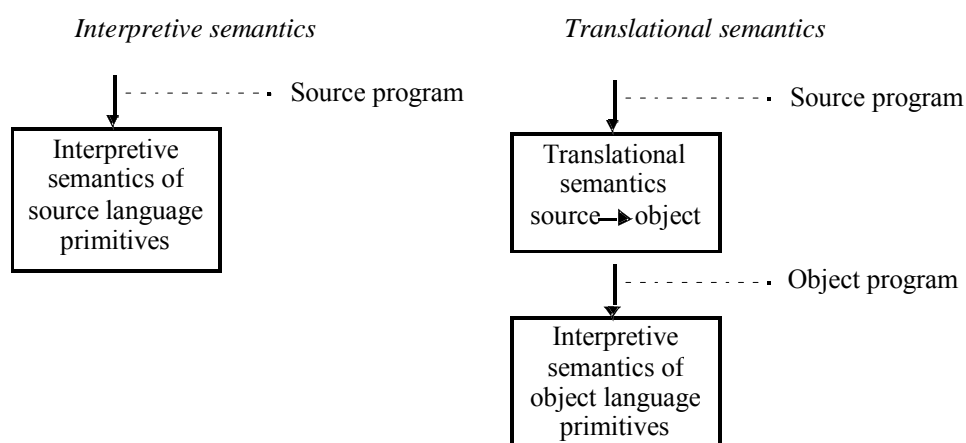 Interpretive semantics
Source program
Interpretive
semantics of
source language
primitives
Translational semantics
Source program
Translational
semantics
source object
Object program
Interpretive
semantics of
object language
primitives